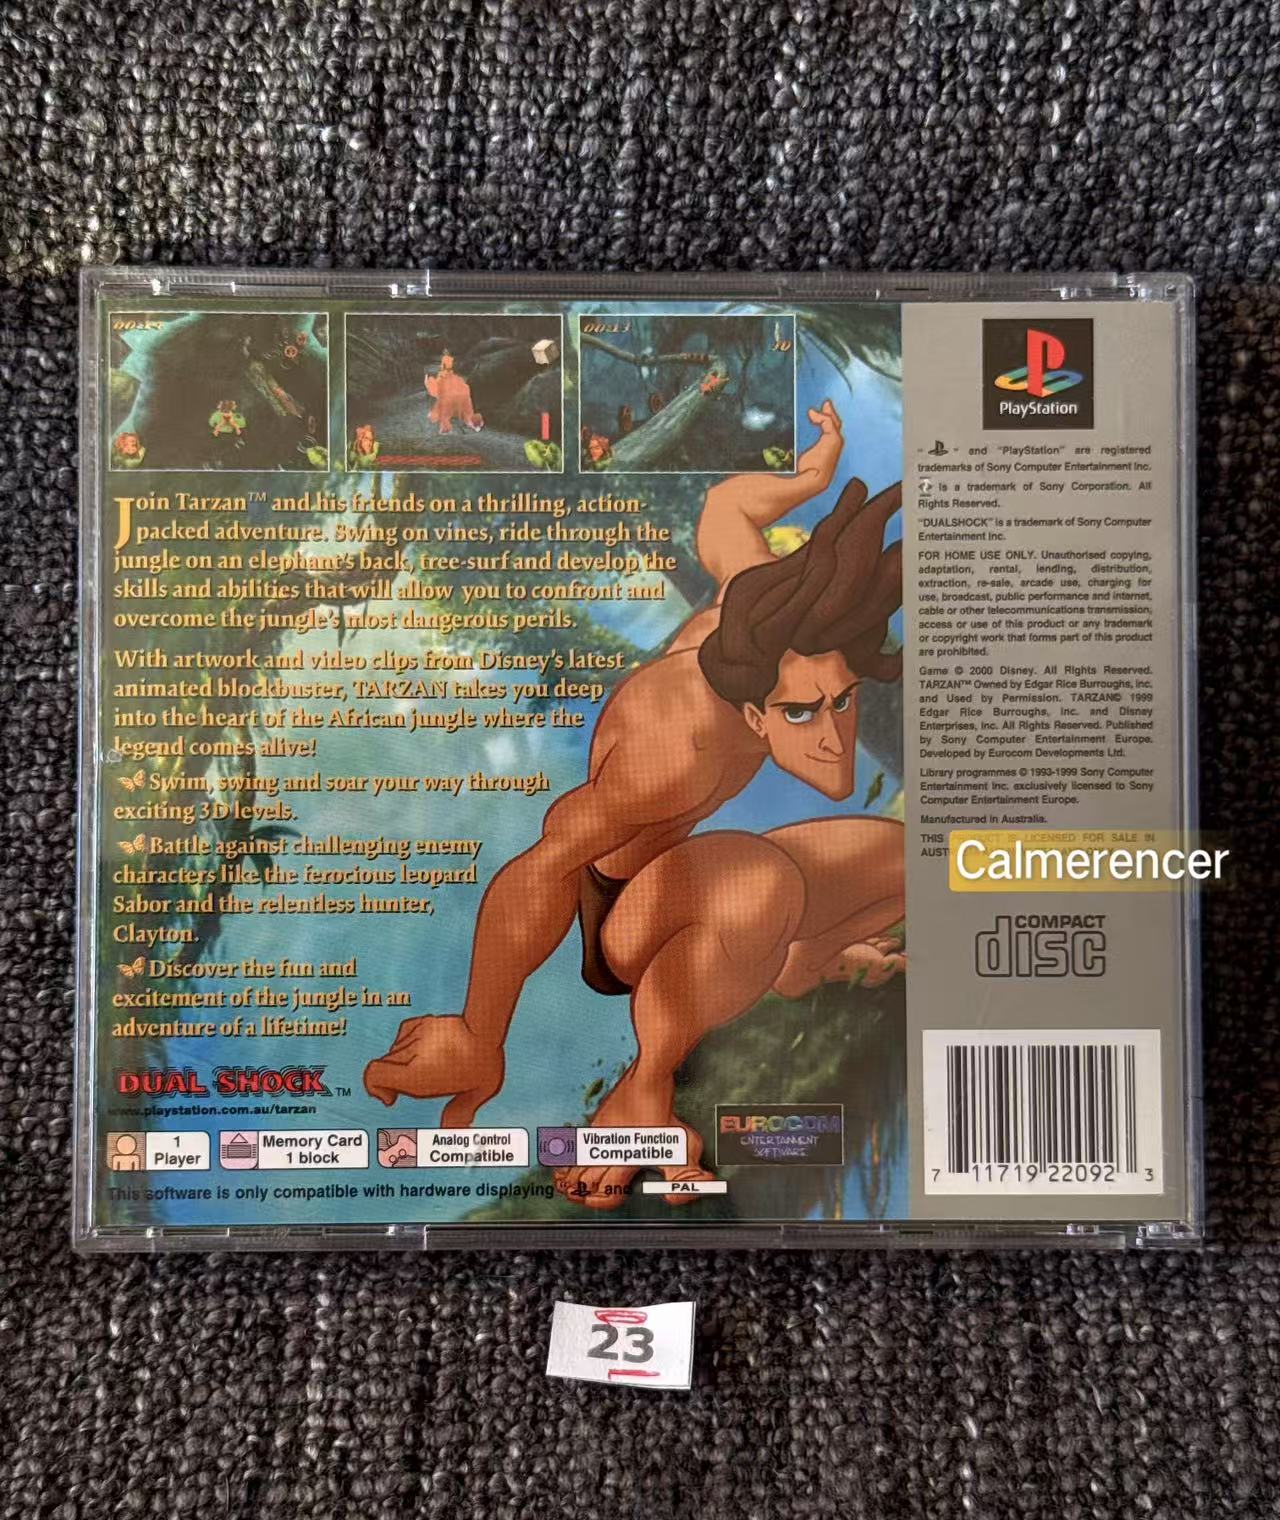 00:13
30
Join Tarzan™ and his friends on a thrilling, action-
packed adventure. Swing on vines, ride through the
jungle on an elephant's back, tree-surf and develop the
skills and abilities that will allow you to confront and
overcome the jungle's most dangerous perils.
With artwork and video clips from Disney's latest
animated blockbuster, TARZAN takes you deep
into the heart of the African jungle where the
legend comes alive!
Swim, swing and soar your way through
exciting 3D levels.
Battle against challenging enemy
characters like the ferocious leopard
Sabor and the relentless hunter,
Clayton.
Discover the fun and
excitement of the jungle in an
adventure of a lifetime!
DUAL SHOCK™
www.playstation.com.au/tarzan
1
Player
Memory Card
1 block
Analog Control
Compatible
Vibration Function
Compatible
EUROCOM
ENTERTAINMENT
SOFTWARE
This software is only compatible with hardware displaying "PS" and PAL
PlayStation
" " and "PlayStation" are registered
trademarks of Sony Computer Entertainment Inc.
is a trademark of Sony Corporation. All
Rights Reserved.
"DUALSHOCK" is a trademark of Sony Computer
Entertainment Inc.
FOR HOME USE ONLY. Unauthorised copying,
adaptation, rental, lending, distribution,
extraction, re-sale, arcade use, charging for
use, broadcast, public performance and internet,
cable or other telecommunications transmission,
access or use of this product or any trademark
or copyright work that forms part of this product
are prohibited.
Game © 2000 Disney. All Rights Reserved.
TARZAN™ Owned by Edgar Rice Burroughs, Inc.
and Used by Permission. TARZAN© 1999
Edgar Rice Burroughs, Inc. and Disney
Enterprises, Inc. All Rights Reserved. Published
by Sony Computer Entertainment Europe.
Developed by Eurocom Developments Ltd.
Library programmes © 1993-1999 Sony Computer
Entertainment Inc. exclusively licensed to Sony
Computer Entertainment Europe.
Manufactured in Australia.
THIS PRODUCT IS LICENSED FOR SALE IN
Calmerencer
COMPACT
disc
7 11719 22092 3
23